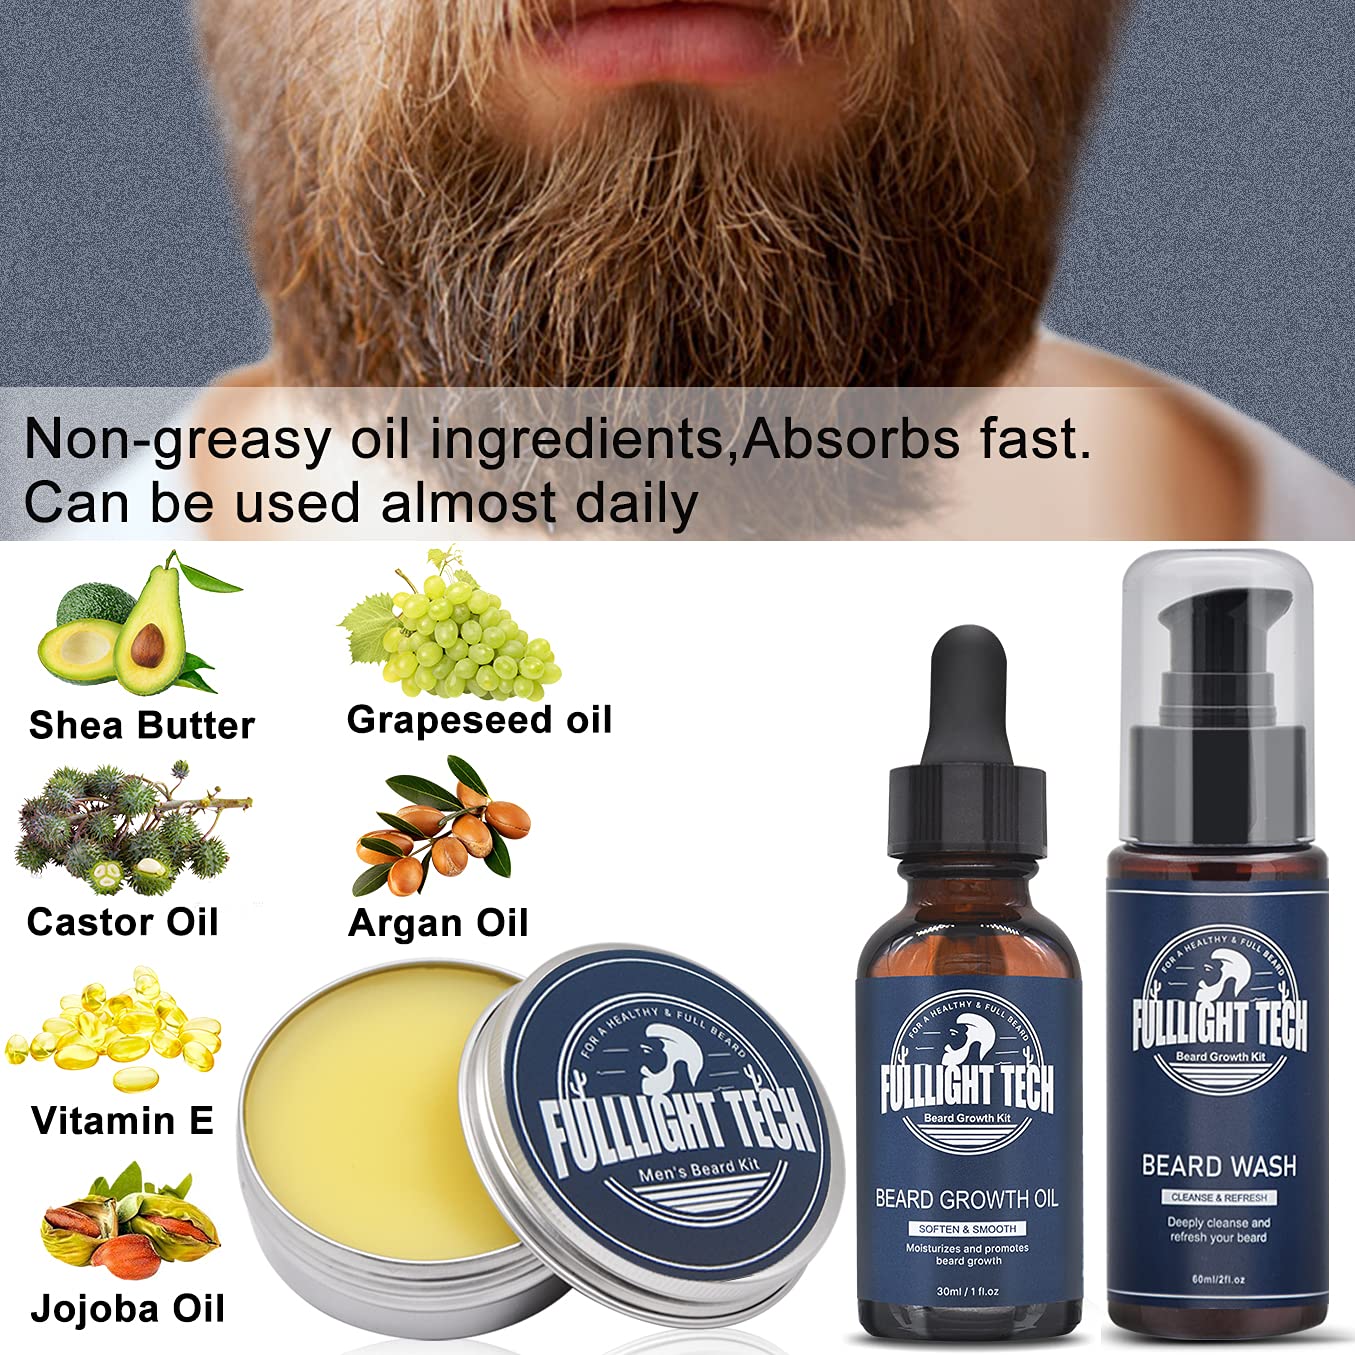 Non-greasy oil ingredients,Absorbs fast.
Can be used almost daily
Shea Butter
Grapeseed oil
Castor Oil
Argan Oil
Vitamin E
Jojoba Oil
FOR A HEALTHY & FULL BEARD
FULLLIGHT TECH
Men's Beard Kit
FOR A HEALTHY & FULL BEARD
FULLLIGHT TECH
Beard Growth Kit
BEARD GROWTH OIL
SOFTEN & SMOOTH
Moisturizes and promotes
beard growth
30ml / 1 fl.oz
FOR A HEALTHY & FULL BEARD
FULLLIGHT TECH
Beard Growth Kit
BEARD WASH
CLEANSE & REFRESH
Deeply cleanse and
refresh your beard
60ml/2fl.oz